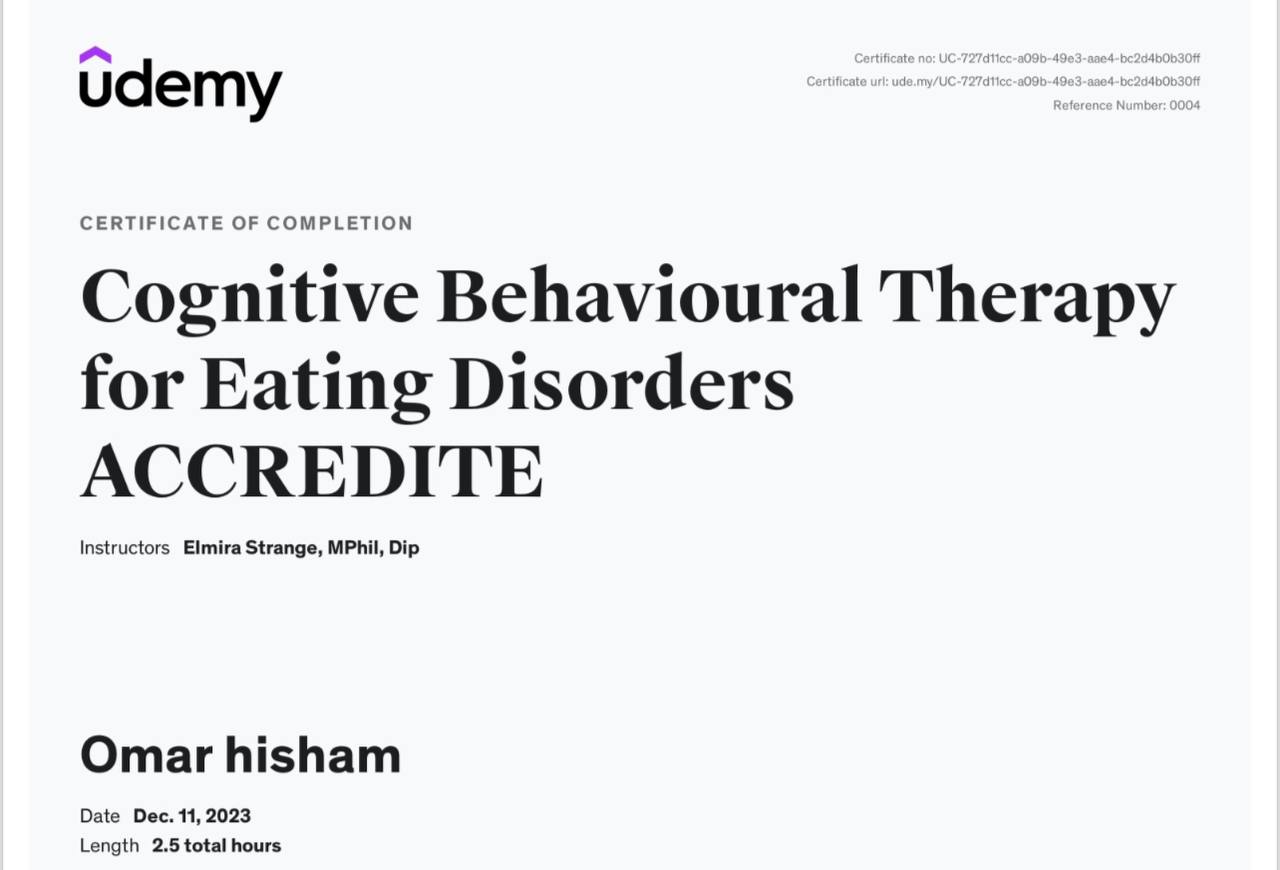 ûdemy
Certificate no: UC-727d11cc-a09b-49e3-aae4-bc2d4b0b30ff
Certificate url: ude.my/UC-727d11cc-a09b-49e3-aae4-bc2d4b0b30ff
Reference Number: 0004
CERTIFICATE OF COMPLETION
Cognitive Behavioural Therapy
for Eating Disorders
ACCREDITE
Instructors Elmira Strange, MPhil, Dip
Omar hisham
Date Dec. 11, 2023
Length 2.5 total hours